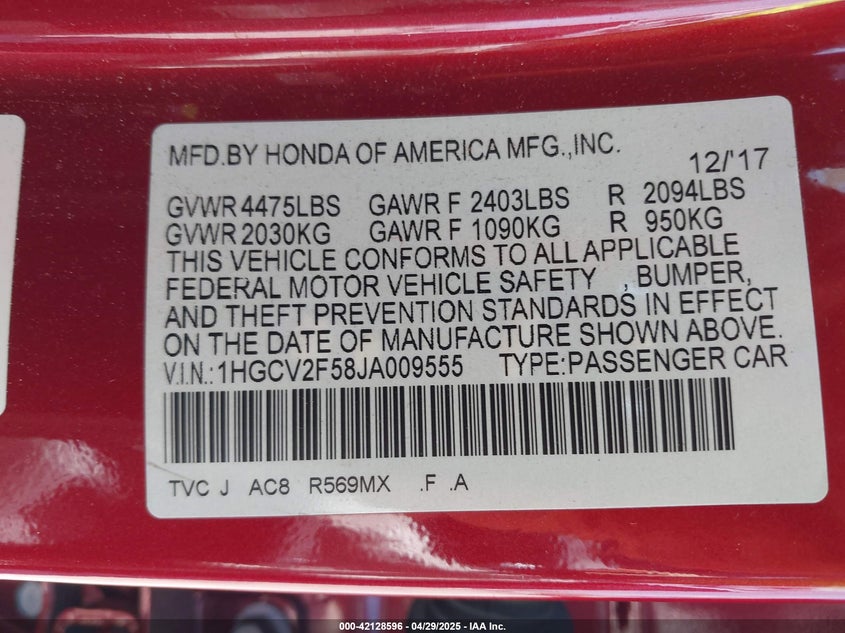 MFD.BY HONDA OF AMERICA MFG.,INC. 12/'17
GVWR 4475LBS GAWR F 2403LBS R 2094LBS
GVWR 2030KG GAWR F 1090KG R 950KG
THIS VEHICLE CONFORMS TO ALL APPLICABLE
FEDERAL MOTOR VEHICLE SAFETY , BUMPER,
AND THEFT PREVENTION STANDARDS IN EFFECT
ON THE DATE OF MANUFACTURE SHOWN ABOVE.
V.I.N.:1HGCV2F58JA009555 TYPE:PASSENGER CAR
TVC J AC8 R569MX .F .A
000-42128596 - 04/29/2025 - IAA Inc.